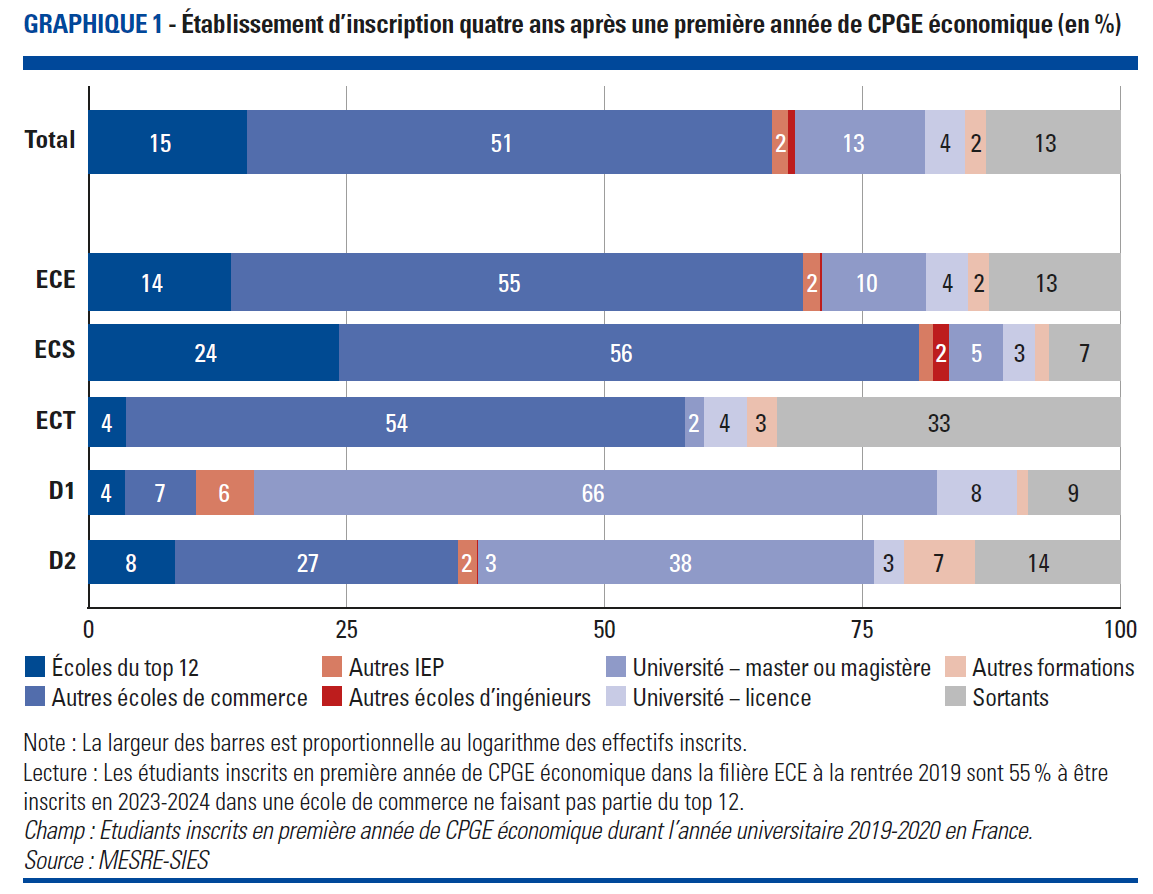 GRAPHIQUE 1 - Établissement d’inscription quatre ans après une première année de CPGE économique (en %)
Total 15 51 2 13 4 2 13
ECE 14 55 2 10 4 2 13
ECS 24 56 2 5 3 7
ECT 4 54 2 4 3 33
D1 4 7 6 66 8 9
D2 8 27 2 3 38 3 7 14
0 25 50 75 100
Écoles du top 12 Autres IEP Université – master ou magistère Autres formations
Autres écoles de commerce Autres écoles d’ingénieurs Université – licence Sortants
Note : La largeur des barres est proportionnelle au logarithme des effectifs inscrits.
Lecture : Les étudiants inscrits en première année de CPGE économique dans la filière ECE à la rentrée 2019 sont 55 % à être
inscrits en 2023-2024 dans une école de commerce ne faisant pas partie du top 12.
Champ : Etudiants inscrits en première année de CPGE économique durant l’année universitaire 2019-2020 en France.
Source : MESRE-SIES